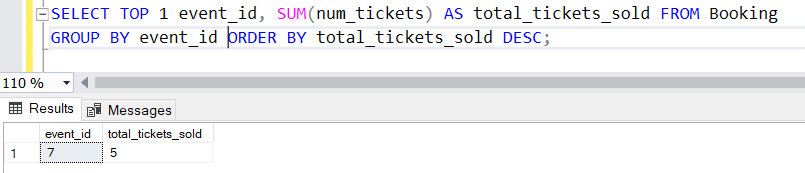 SELECT TOP 1 event_id, SUM(num_tickets) AS total_tickets_sold FROM Booking
GROUP BY event_id ORDER BY total_tickets_sold DESC;
110 %
Results Messages
event_id total_tickets_sold
1 7 5